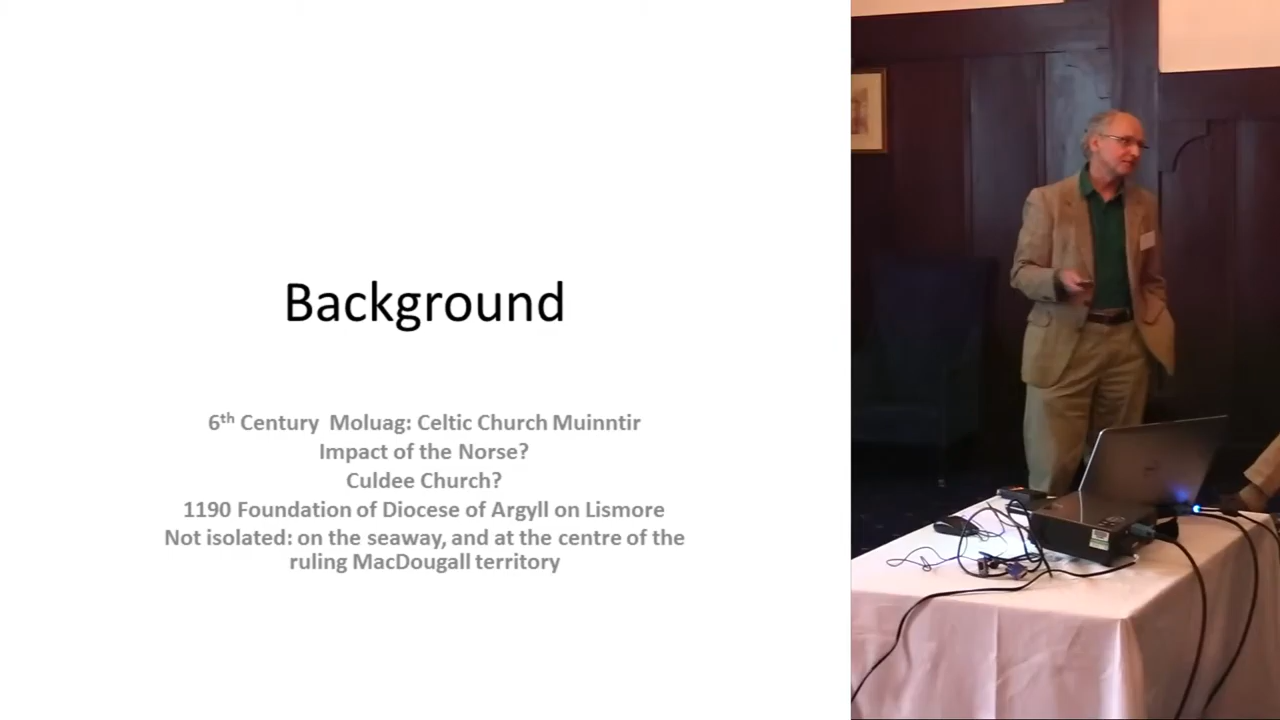 Background
6th Century Moluag: Celtic Church Muinntir
Impact of the Norse?
Culdee Church?
1190 Foundation of Diocese of Argyll on Lismore
Not isolated: on the seaway, and at the centre of the
ruling MacDougall territory